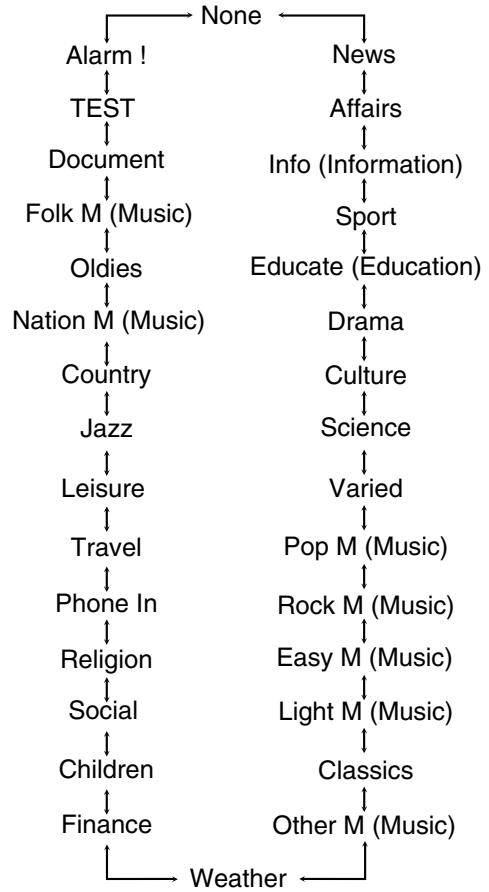 None
Alarm !
News
TEST
Affairs
Document
Info (Information)
Folk M (Music)
Sport
Oldies
Educate (Education)
Nation M (Music)
Drama
Country
Culture
Jazz
Science
Leisure
Varied
Travel
Pop M (Music)
Phone In
Rock M (Music)
Religion
Easy M (Music)
Social
Light M (Music)
Children
Classics
Finance
Other M (Music)
Weather